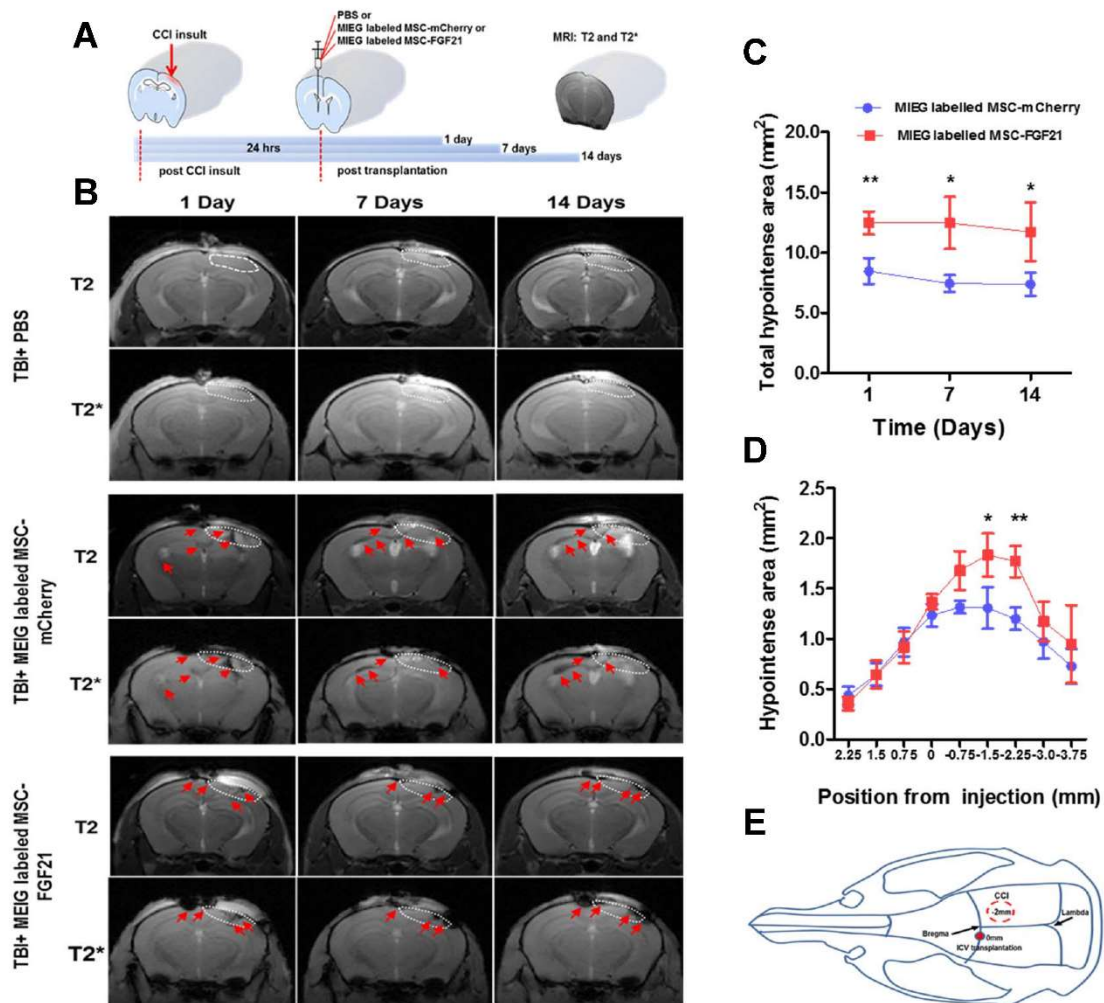 A
CCI insult
PBS or
MIEG labeled MSC-mCherry or
MIEG labeled MSC-FGF21
MRI: T2 and T2*
24 hrs
1 day
7 days
14 days
post CCI insult
post transplantation
B
1 Day
7 Days
14 Days
TBI+ PBS
T2
T2*
TBI+ MEIG labeled MSC-
mCherry
T2
T2*
TBI+ MEIG labeled MSC-
FGF21
T2
T2*
C
MIEG labelled MSC-mCherry
MIEG labelled MSC-FGF21
Total hypointense area (mm²)
20.0
15.0
10.0
5.0
0.0
** * *
1 7 14
Time (Days)
D
Hypointense area (mm²)
2.5
2.0
1.5
1.0
0.5
0.0
* **
2.25 1.5 0.75 0 -0.75 -1.5 -2.25 -3.0 -3.75
Position from injection (mm)
E
CCI
-2mm
Lambda
Bregma
0mm
ICV transplantation